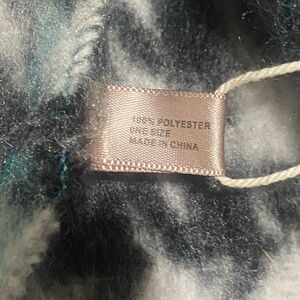 100% POLYESTER
ONE SIZE
MADE IN CHINA